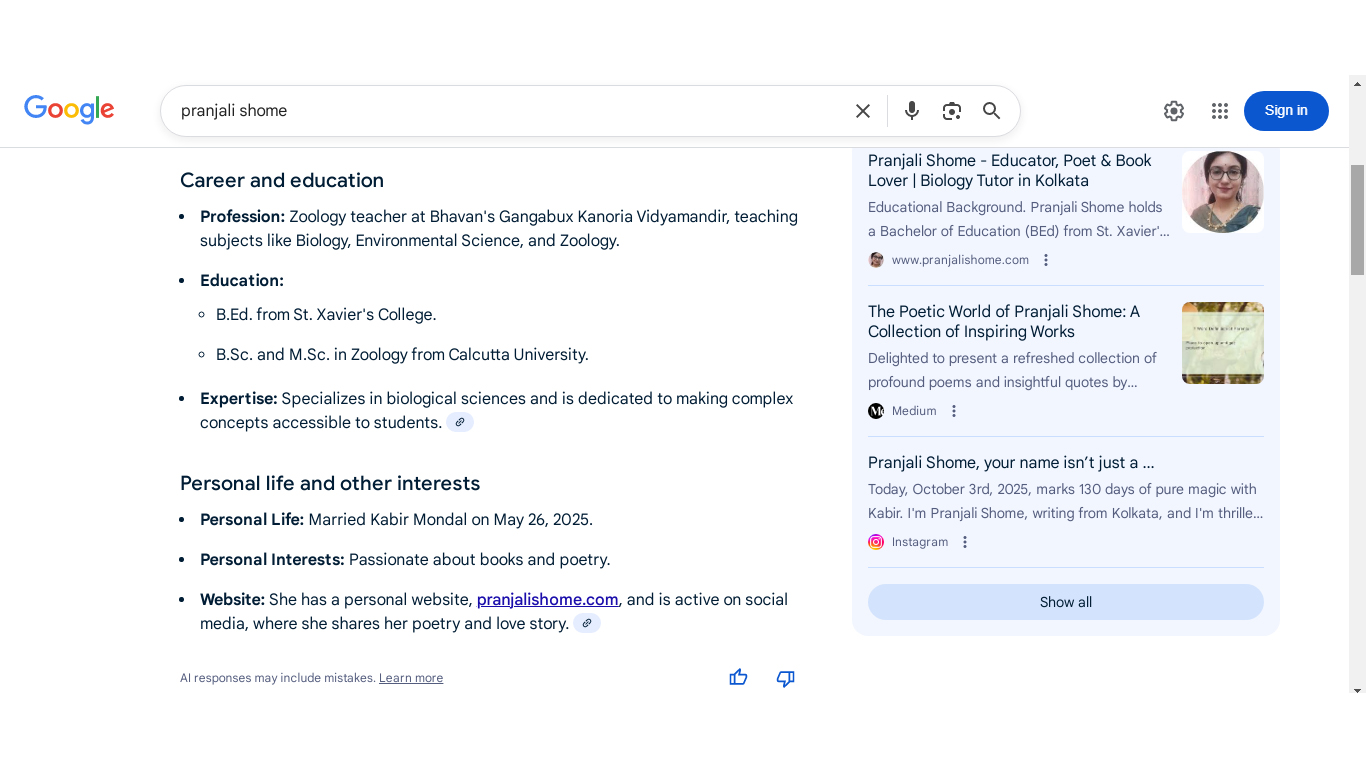 Google
pranjali shome
Sign in
Career and education
Profession: Zoology teacher at Bhavan's Gangabux Kanoria Vidyamandir, teaching
subjects like Biology, Environmental Science, and Zoology.
Education:
B.Ed. from St. Xavier's College.
B.Sc. and M.Sc. in Zoology from Calcutta University.
Expertise: Specializes in biological sciences and is dedicated to making complex
concepts accessible to students.
Personal life and other interests
Personal Life: Married Kabir Mondal on May 26, 2025.
Personal Interests: Passionate about books and poetry.
Website: She has a personal website, pranjalishome.com, and is active on social
media, where she shares her poetry and love story.
AI responses may include mistakes. Learn more
Pranjali Shome - Educator, Poet & Book
Lover | Biology Tutor in Kolkata
Educational Background. Pranjali Shome holds
a Bachelor of Education (BEd) from St. Xavier'...
www.pranjalishome.com
The Poetic World of Pranjali Shome: A
Collection of Inspiring Works
Delighted to present a refreshed collection of
profound poems and insightful quotes by...
Medium
Pranjali Shome, your name isn’t just a ...
Today, October 3rd, 2025, marks 130 days of pure magic with
Kabir. I'm Pranjali Shome, writing from Kolkata, and I'm thrille...
Instagram
Show all